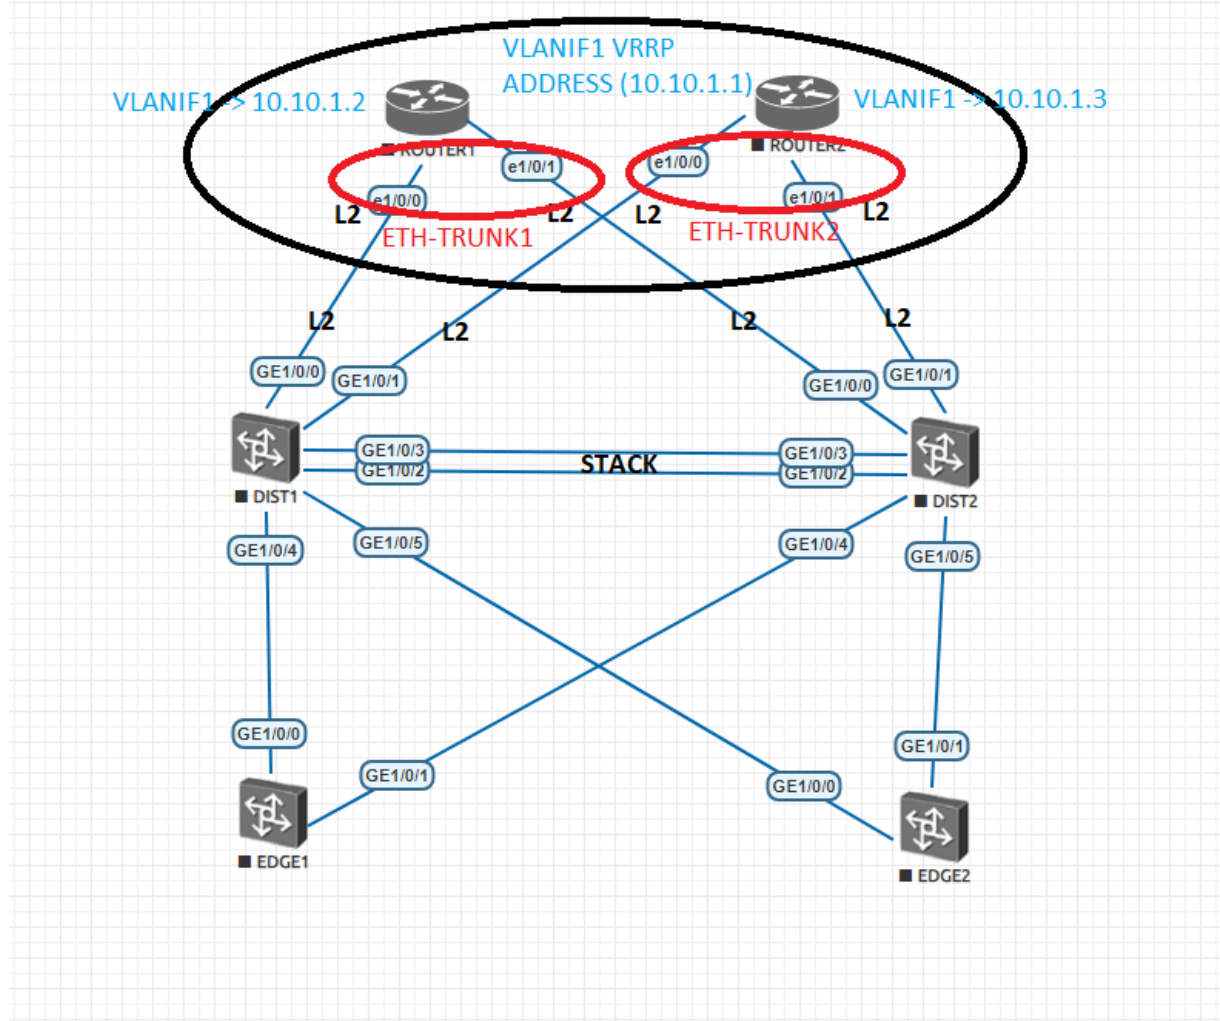 VLANIF1 VRRP
ADDRESS (10.10.1.1)
VLANIF1 -> 10.10.1.2
VLANIF1 -> 10.10.1.3
ROUTER1
ROUTER2
e1/0/1
e1/0/0
e1/0/0
e1/0/1
L2
L2
L2
L2
ETH-TRUNK1
ETH-TRUNK2
L2
L2
L2
L2
GE1/0/0
GE1/0/1
GE1/0/0
GE1/0/1
GE1/0/3
GE1/0/2
STACK
GE1/0/3
GE1/0/2
DIST1
DIST2
GE1/0/4
GE1/0/5
GE1/0/4
GE1/0/5
GE1/0/0
GE1/0/1
GE1/0/0
GE1/0/1
EDGE1
EDGE2